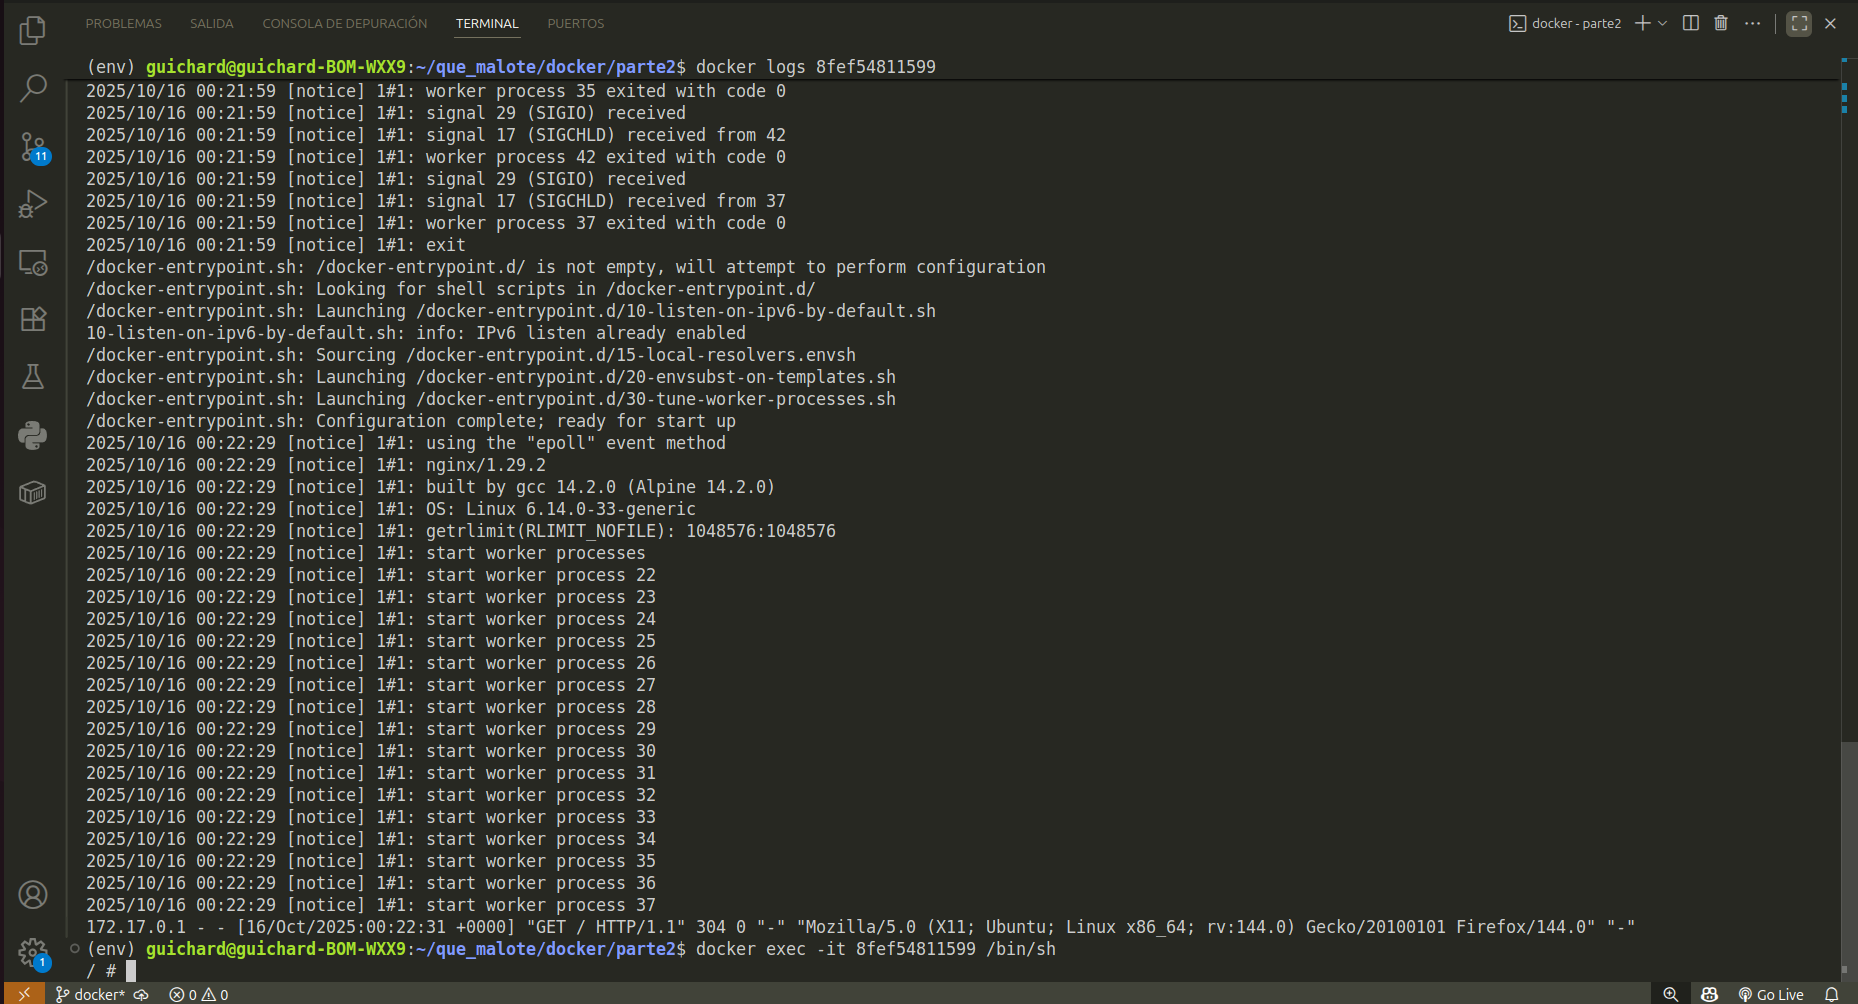 PROBLEMAS SALIDA CONSOLA DE DEPURACIÓN TERMINAL PUERTOS docker - parte2
(env) guichard@guichard-BOM-WXX9:~/que_malote/docker/parte2$ docker logs 8fef54811599
2025/10/16 00:21:59 [notice] 1#1: worker process 35 exited with code 0
2025/10/16 00:21:59 [notice] 1#1: signal 29 (SIGIO) received
2025/10/16 00:21:59 [notice] 1#1: signal 17 (SIGCHLD) received from 42
2025/10/16 00:21:59 [notice] 1#1: worker process 42 exited with code 0
2025/10/16 00:21:59 [notice] 1#1: signal 29 (SIGIO) received
2025/10/16 00:21:59 [notice] 1#1: signal 17 (SIGCHLD) received from 37
2025/10/16 00:21:59 [notice] 1#1: worker process 37 exited with code 0
2025/10/16 00:21:59 [notice] 1#1: exit
/docker-entrypoint.sh: /docker-entrypoint.d/ is not empty, will attempt to perform configuration
/docker-entrypoint.sh: Looking for shell scripts in /docker-entrypoint.d/
/docker-entrypoint.sh: Launching /docker-entrypoint.d/10-listen-on-ipv6-by-default.sh
10-listen-on-ipv6-by-default.sh: info: IPv6 listen already enabled
/docker-entrypoint.sh: Sourcing /docker-entrypoint.d/15-local-resolvers.envsh
/docker-entrypoint.sh: Launching /docker-entrypoint.d/20-envsubst-on-templates.sh
/docker-entrypoint.sh: Launching /docker-entrypoint.d/30-tune-worker-processes.sh
/docker-entrypoint.sh: Configuration complete; ready for start up
2025/10/16 00:22:29 [notice] 1#1: using the "epoll" event method
2025/10/16 00:22:29 [notice] 1#1: nginx/1.29.2
2025/10/16 00:22:29 [notice] 1#1: built by gcc 14.2.0 (Alpine 14.2.0)
2025/10/16 00:22:29 [notice] 1#1: OS: Linux 6.14.0-33-generic
2025/10/16 00:22:29 [notice] 1#1: getrlimit(RLIMIT_NOFILE): 1048576:1048576
2025/10/16 00:22:29 [notice] 1#1: start worker processes
2025/10/16 00:22:29 [notice] 1#1: start worker process 22
2025/10/16 00:22:29 [notice] 1#1: start worker process 23
2025/10/16 00:22:29 [notice] 1#1: start worker process 24
2025/10/16 00:22:29 [notice] 1#1: start worker process 25
2025/10/16 00:22:29 [notice] 1#1: start worker process 26
2025/10/16 00:22:29 [notice] 1#1: start worker process 27
2025/10/16 00:22:29 [notice] 1#1: start worker process 28
2025/10/16 00:22:29 [notice] 1#1: start worker process 29
2025/10/16 00:22:29 [notice] 1#1: start worker process 30
2025/10/16 00:22:29 [notice] 1#1: start worker process 31
2025/10/16 00:22:29 [notice] 1#1: start worker process 32
2025/10/16 00:22:29 [notice] 1#1: start worker process 33
2025/10/16 00:22:29 [notice] 1#1: start worker process 34
2025/10/16 00:22:29 [notice] 1#1: start worker process 35
2025/10/16 00:22:29 [notice] 1#1: start worker process 36
2025/10/16 00:22:29 [notice] 1#1: start worker process 37
172.17.0.1 - - [16/Oct/2025:00:22:31 +0000] "GET / HTTP/1.1" 304 0 "-" "Mozilla/5.0 (X11; Ubuntu; Linux x86_64; rv:144.0) Gecko/20100101 Firefox/144.0" "-"
(env) guichard@guichard-BOM-WXX9:~/que_malote/docker/parte2$ docker exec -it 8fef54811599 /bin/sh
/ #
11
1
docker* 0 0 Go Live